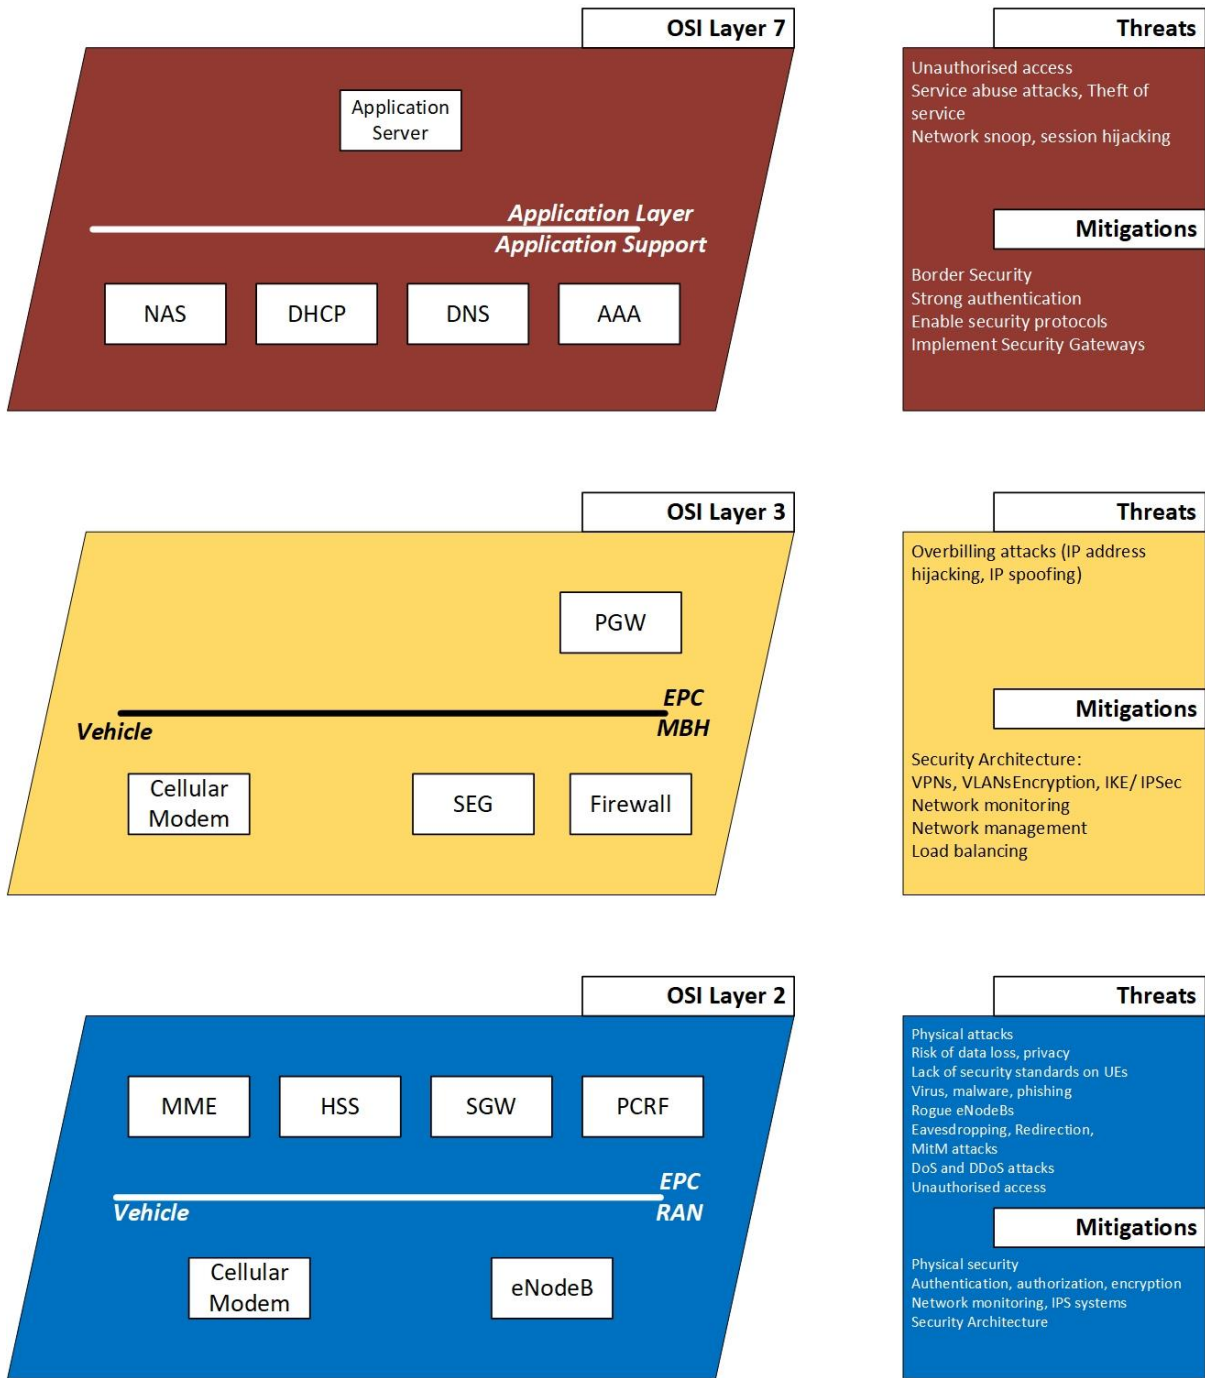 OSI Layer 7
Application
Server
Application Layer
Application Support
NAS
DHCP
DNS
AAA
Threats
Unauthorised access
Service abuse attacks, Theft of
service
Network snoop, session hijacking
Mitigations
Border Security
Strong authentication
Enable security protocols
Implement Security Gateways
OSI Layer 3
PGW
EPC
Vehicle
MBH
Cellular
Modem
SEG
Firewall
Threats
Overbilling attacks (IP address
hijacking, IP spoofing)
Mitigations
Security Architecture:
VPNs, VLANsEncryption, IKE/ IPSec
Network monitoring
Network management
Load balancing
OSI Layer 2
MME
HSS
SGW
PCRF
EPC
Vehicle
RAN
Cellular
Modem
eNodeB
Threats
Physical attacks
Risk of data loss, privacy
Lack of security standards on UEs
Virus, malware, phishing
Rogue eNodeBs
Eavesdropping, Redirection,
MitM attacks
DoS and DDoS attacks
Unauthorised access
Mitigations
Physical security
Authentication, authorization, encryption
Network monitoring, IPS systems
Security Architecture